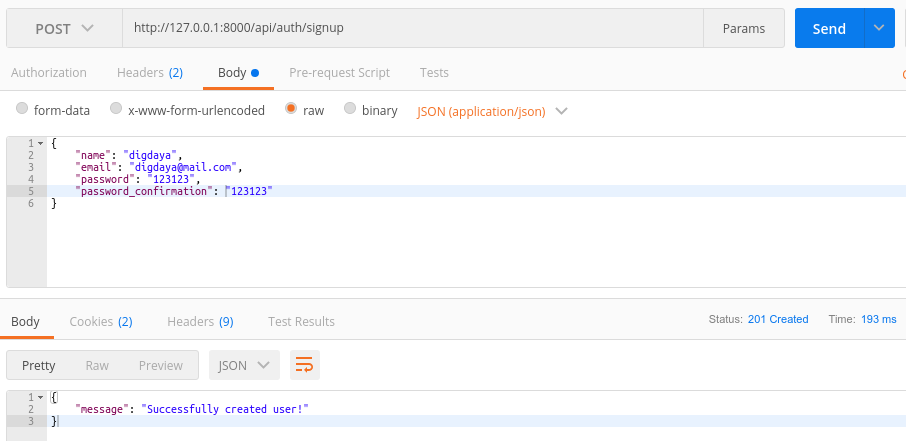 POST http://127.0.0.1:8000/api/auth/signup Params Send
Authorization Headers (2) Body Pre-request Script Tests
form-data x-www-form-urlencoded raw binary JSON (application/json)
1 {
2 "name": "digdaya",
3 "email": "digdaya@mail.com",
4 "password": "123123",
5 "password_confirmation": "123123"
6 }
Body Cookies (2) Headers (9) Test Results Status: 201 Created Time: 193 ms
Pretty Raw Preview JSON
1 {
2 "message": "Successfully created user!"
3 }